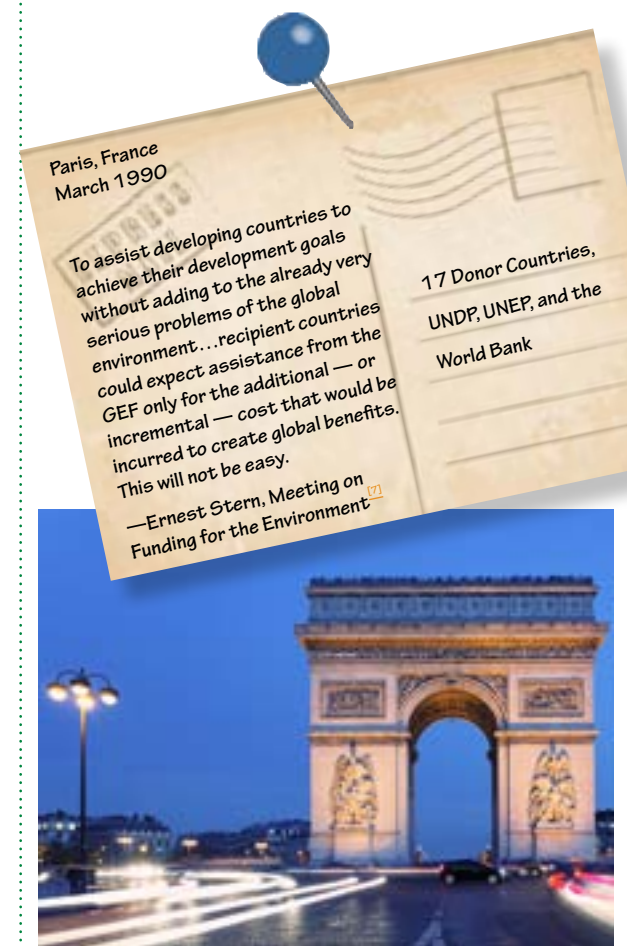 Paris, France
March 1990
EXPRESS
To assist developing countries to
achieve their development goals
without adding to the already very
serious problems of the global
environment…recipient countries
could expect assistance from the
GEF only for the additional — or
incremental — cost that would be
incurred to create global benefits.
This will not be easy.
—Ernest Stern, Meeting on
Funding for the Environment[7]
17 Donor Countries,
UNDP, UNEP, and the
World Bank